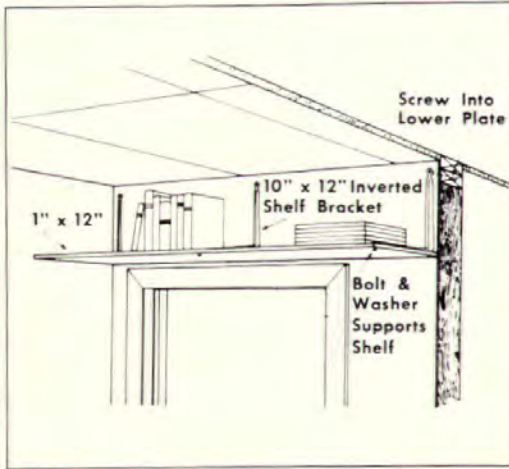 Screw Into
Lower Plate
10" x 12" Inverted
Shelf Bracket
1" x 12"
Bolt &
Washer
Supports
Shelf